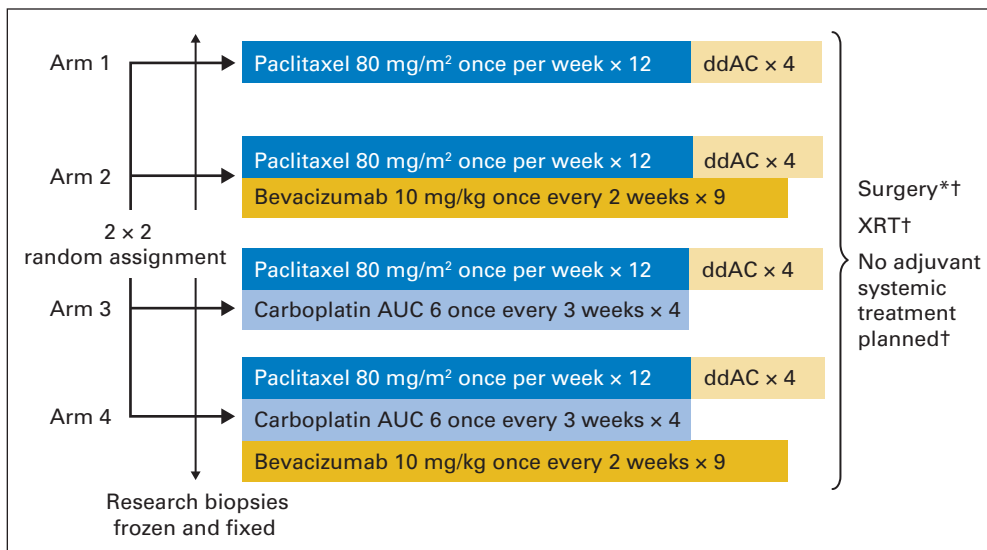 Arm 1
Paclitaxel 80 mg/m² once per week × 12
ddAC × 4
Arm 2
Paclitaxel 80 mg/m² once per week × 12
ddAC × 4
Bevacizumab 10 mg/kg once every 2 weeks × 9
2 × 2
random assignment
Arm 3
Paclitaxel 80 mg/m² once per week × 12
ddAC × 4
Carboplatin AUC 6 once every 3 weeks × 4
Arm 4
Paclitaxel 80 mg/m² once per week × 12
ddAC × 4
Carboplatin AUC 6 once every 3 weeks × 4
Bevacizumab 10 mg/kg once every 2 weeks × 9
Research biopsies
frozen and fixed
Surgery*†
XRT†
No adjuvant
systemic
treatment
planned†